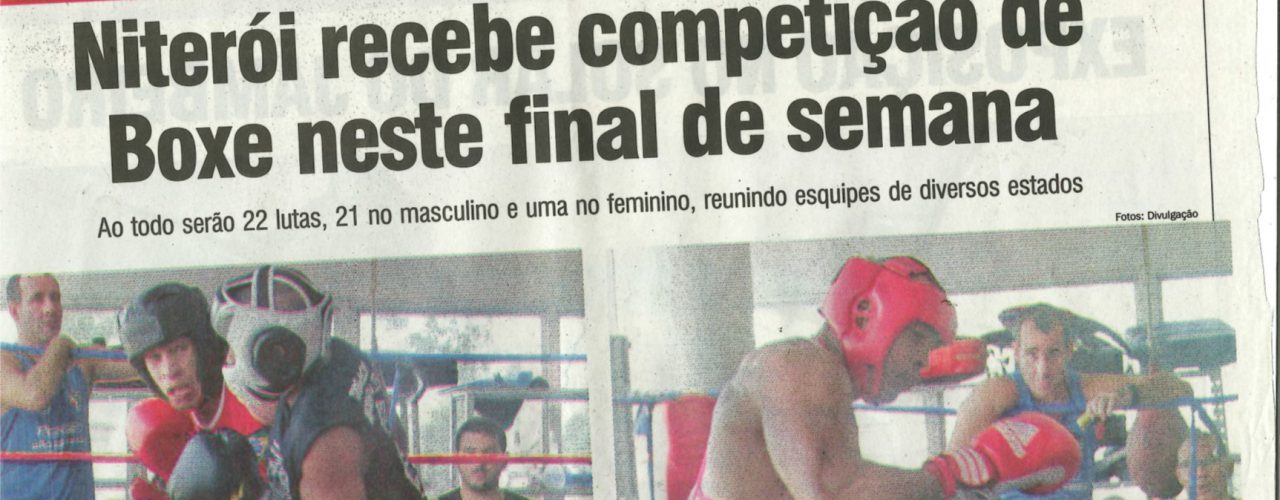 Niterói recebe competição de
Boxe neste final de semana
Ao todo serão 22 lutas, 21 no masculino e uma no feminino, reunindo esquipes de diversos estados
Fotos: Divulgação
adidas